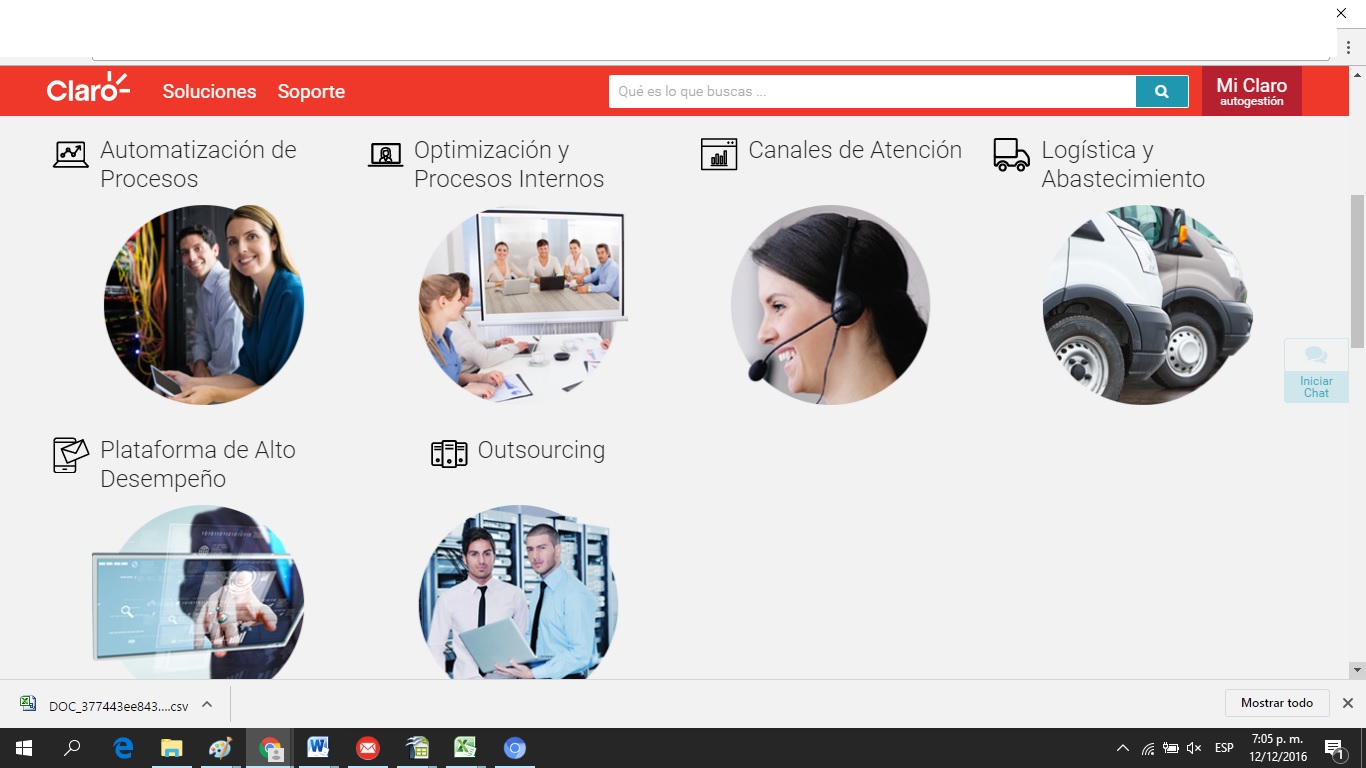 Claro
Soluciones
Soporte
Qué es lo que buscas ...
Mi Claro
autogestión
Automatización de
Procesos
Optimización y
Procesos Internos
Canales de Atención
Logística y
Abastecimiento
Iniciar
Chat
Plataforma de Alto
Desempeño
Outsourcing
DOC_377443ee843....csv
Mostrar todo
ESP
7:05 p. m.
12/12/2016
1